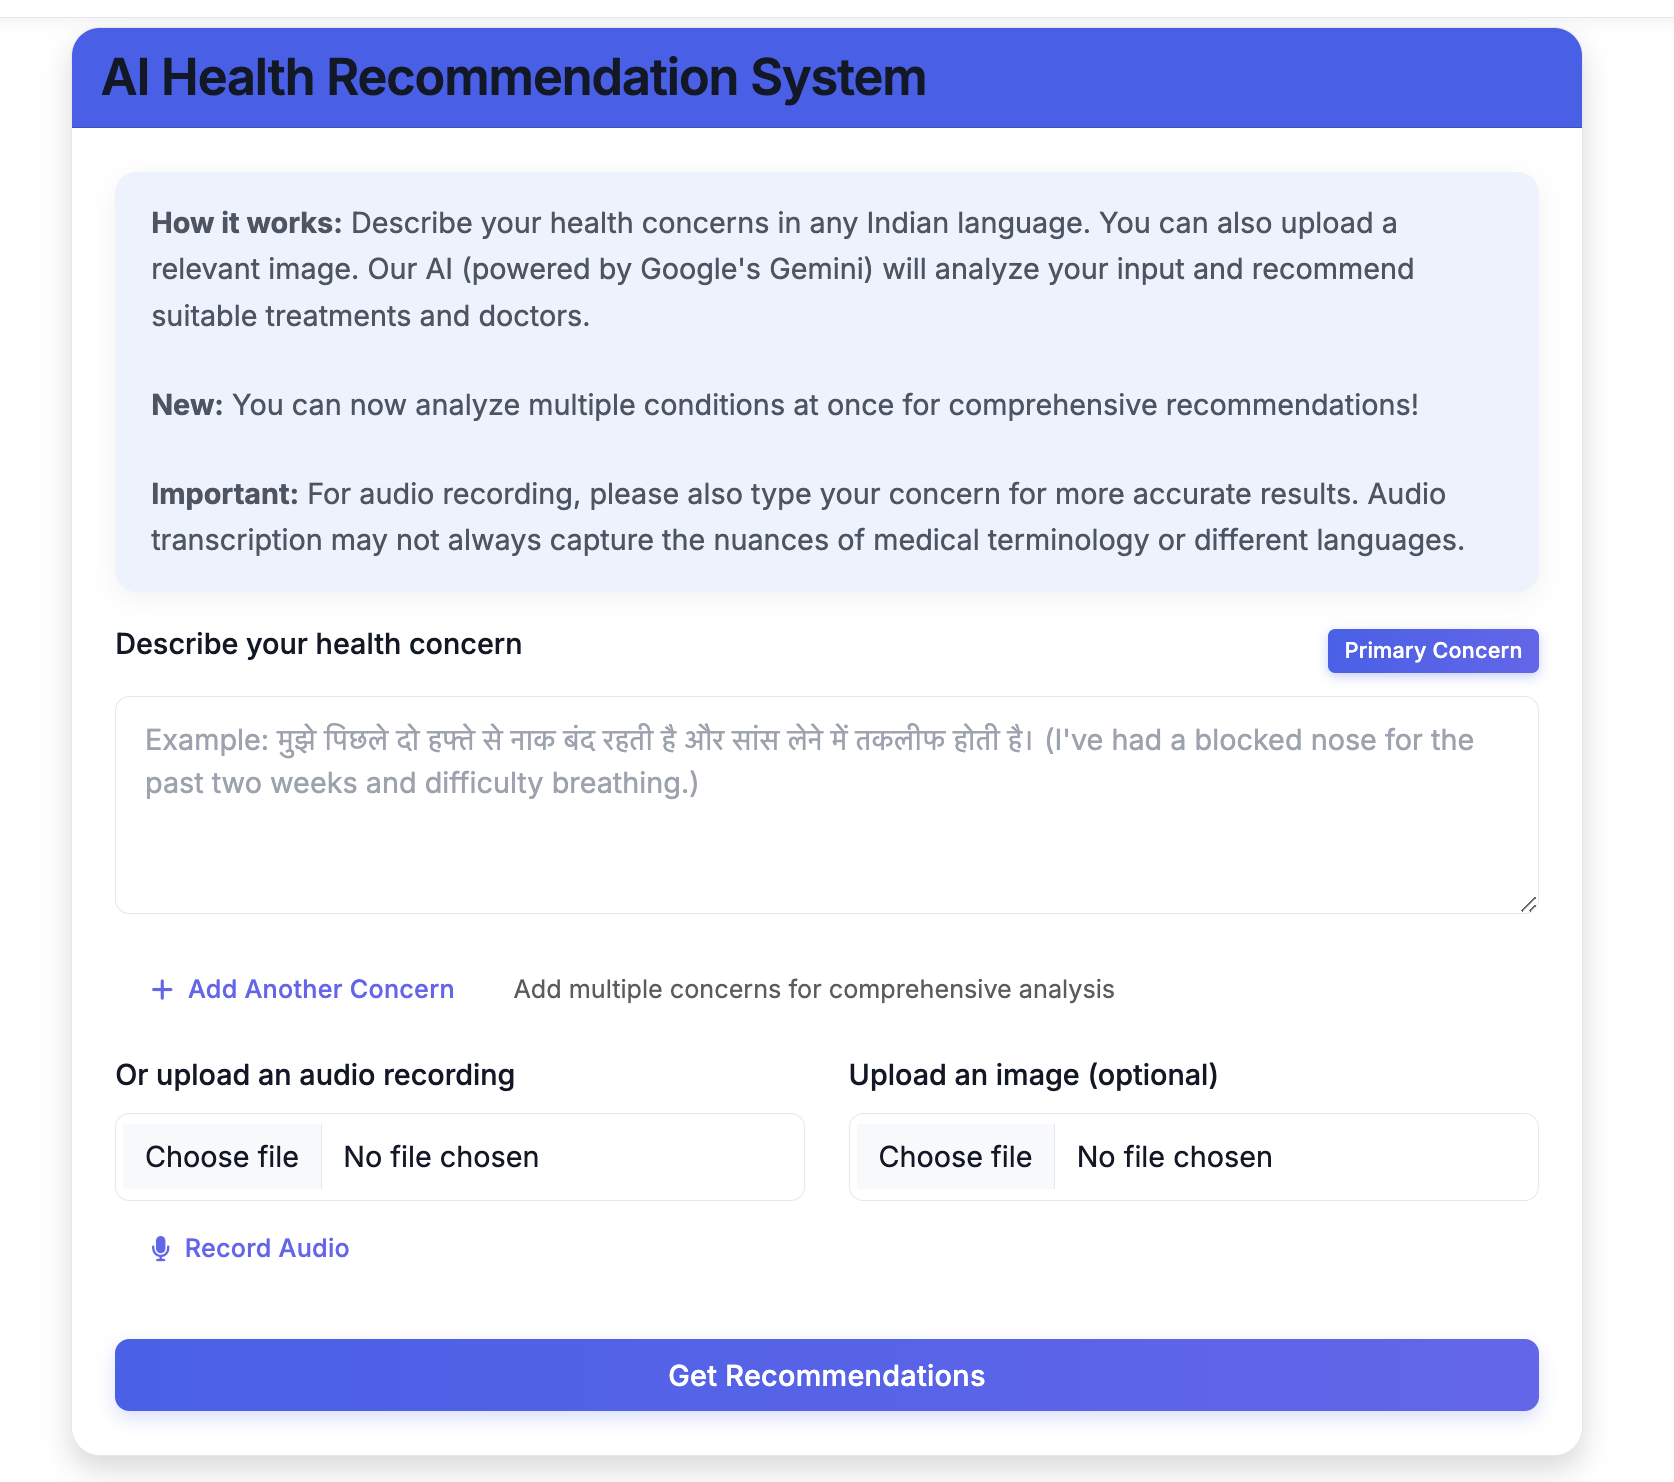 AI Health Recommendation System
How it works: Describe your health concerns in any Indian language. You can also upload a
relevant image. Our AI (powered by Google's Gemini) will analyze your input and recommend
suitable treatments and doctors.
New: You can now analyze multiple conditions at once for comprehensive recommendations!
Important: For audio recording, please also type your concern for more accurate results. Audio
transcription may not always capture the nuances of medical terminology or different languages.
Describe your health concern
Primary Concern
Example: मुझे पिछले दो हफ्ते से नाक बंद रहती है और सांस लेने में तकलीफ होती है। (I've had a blocked nose for the
past two weeks and difficulty breathing.)
+ Add Another Concern
Add multiple concerns for comprehensive analysis
Or upload an audio recording
Upload an image (optional)
Choose file No file chosen
Choose file No file chosen
Record Audio
Get Recommendations